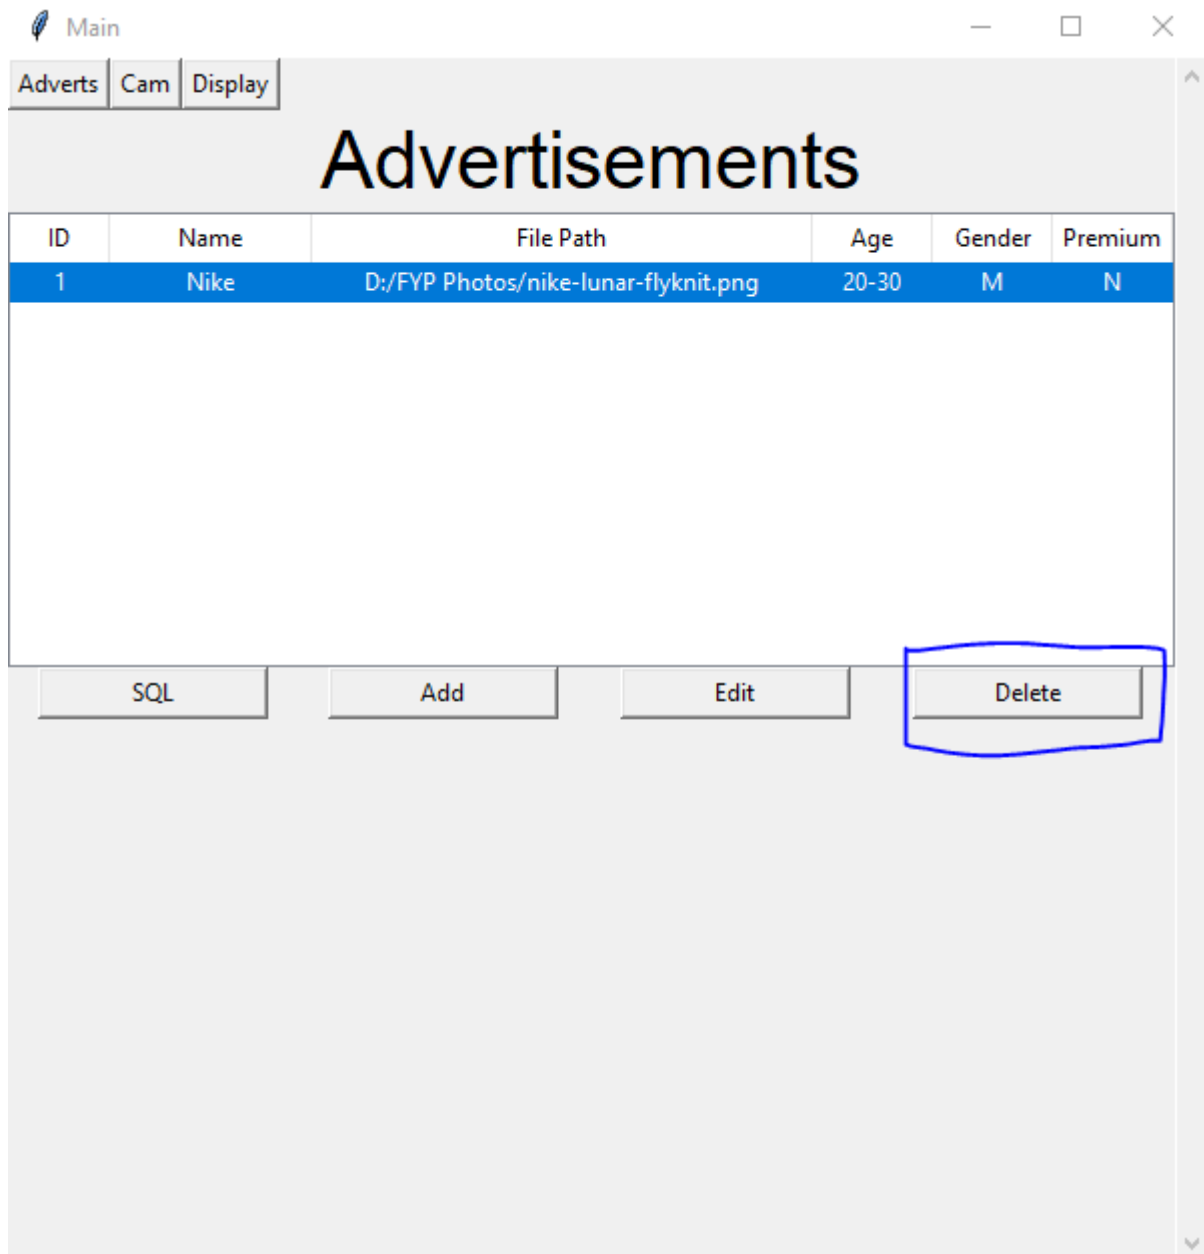 Main
Adverts Cam Display
Advertisements
ID Name File Path Age Gender Premium
1 Nike D:/FYP Photos/nike-lunar-flyknit.png 20-30 M N
SQL Add Edit Delete